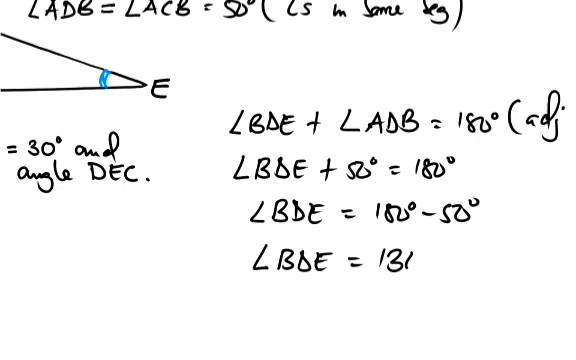 ∠ADB = ∠ACB = 50° ( ∠s in same seg)
E
= 30° and
angle DEC.
∠BDE + ∠ADB = 180° (adj
∠BDE + 50° = 180°
∠BDE = 180° - 50°
∠BDE = 13